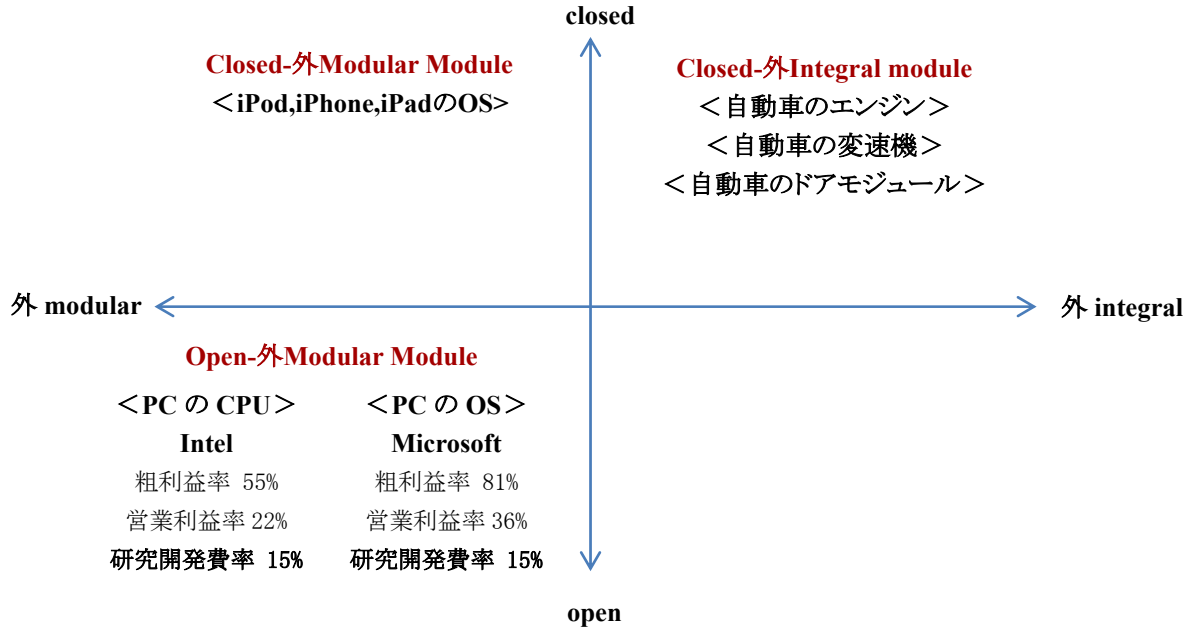 closed
Closed-外Modular Module
＜iPod,iPhone,iPadのOS>
Closed-外Integral module
＜自動車のエンジン＞
＜自動車の変速機＞
＜自動車のドアモジュール＞
外 modular
外 integral
Open-外Modular Module
＜PC の CPU＞
Intel
粗利益率 55%
営業利益率 22%
研究開発費率 15%
＜PC の OS＞
Microsoft
粗利益率 81%
営業利益率 36%
研究開発費率 15%
open